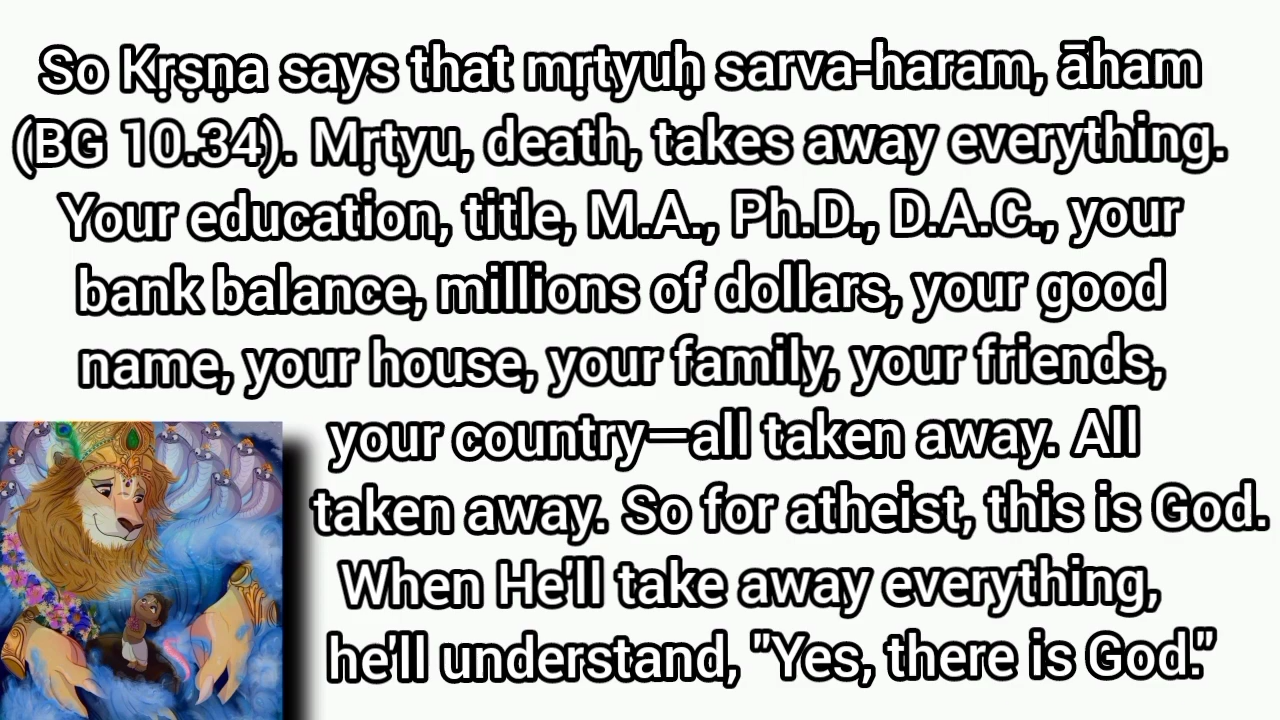 So Kṛṣṇa says that mṛtyuḥ sarva-haram, āham
(BG 10.34). Mṛtyu, death, takes away everything.
Your education, title, M.A., Ph.D., D.A.C., your
bank balance, millions of dollars, your good
name, your house, your family, your friends,
your country—all taken away. All
taken away. So for atheist, this is God.
When He'll take away everything,
he'll understand, "Yes, there is God."